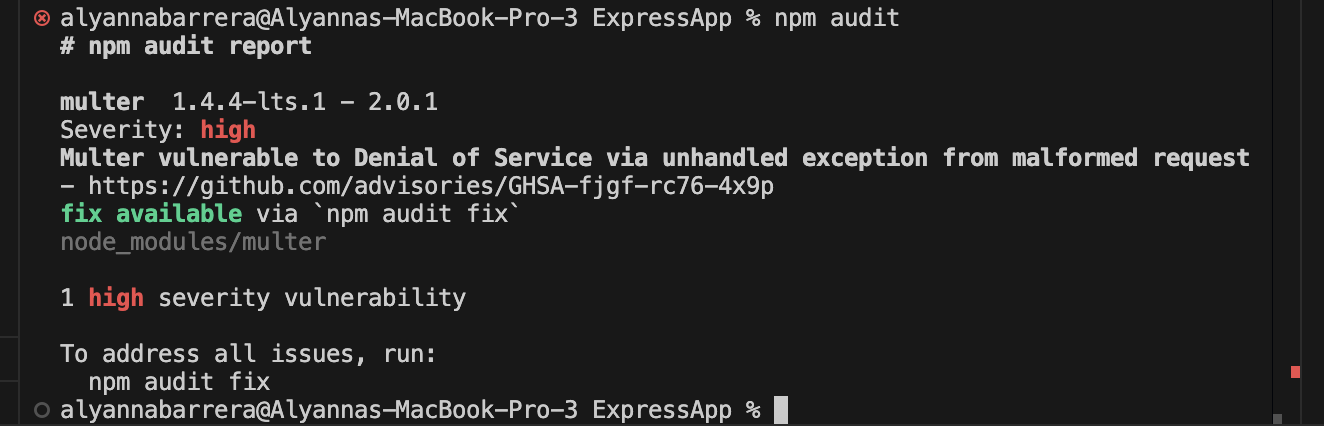 alyannabarrera@Alyannas-MacBook-Pro-3 ExpressApp % npm audit
# npm audit report
multer  1.4.4-lts.1 - 2.0.1
Severity: high
Multer vulnerable to Denial of Service via unhandled exception from malformed request
- https://github.com/advisories/GHSA-fjgf-rc76-4x9p
fix available via `npm audit fix`
node_modules/multer
1 high severity vulnerability
To address all issues, run:
  npm audit fix
alyannabarrera@Alyannas-MacBook-Pro-3 ExpressApp %